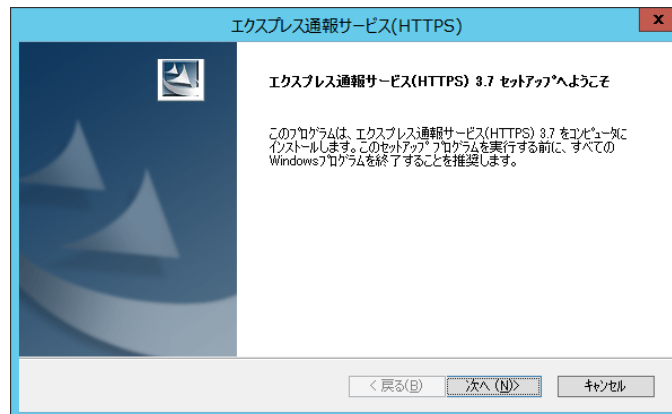 エクスプレス通報サービス(HTTPS)
x
エクスプレス通報サービス(HTTPS) 3.7 ｾｯﾄｱｯﾌﾟへようこそ
このﾌﾟﾛｸﾞﾗﾑは、エクスプレス通報サービス(HTTPS) 3.7 をｺﾝﾋﾟｭｰﾀに
ｲﾝｽﾄｰﾙします。このｾｯﾄｱｯﾌﾟ ﾌﾟﾛｸﾞﾗﾑを実行する前に、すべての
Windowsﾌﾟﾛｸﾞﾗﾑを終了することを推奨します。
< 戻る(B)
次へ (N)>
ｷｬﾝｾﾙ